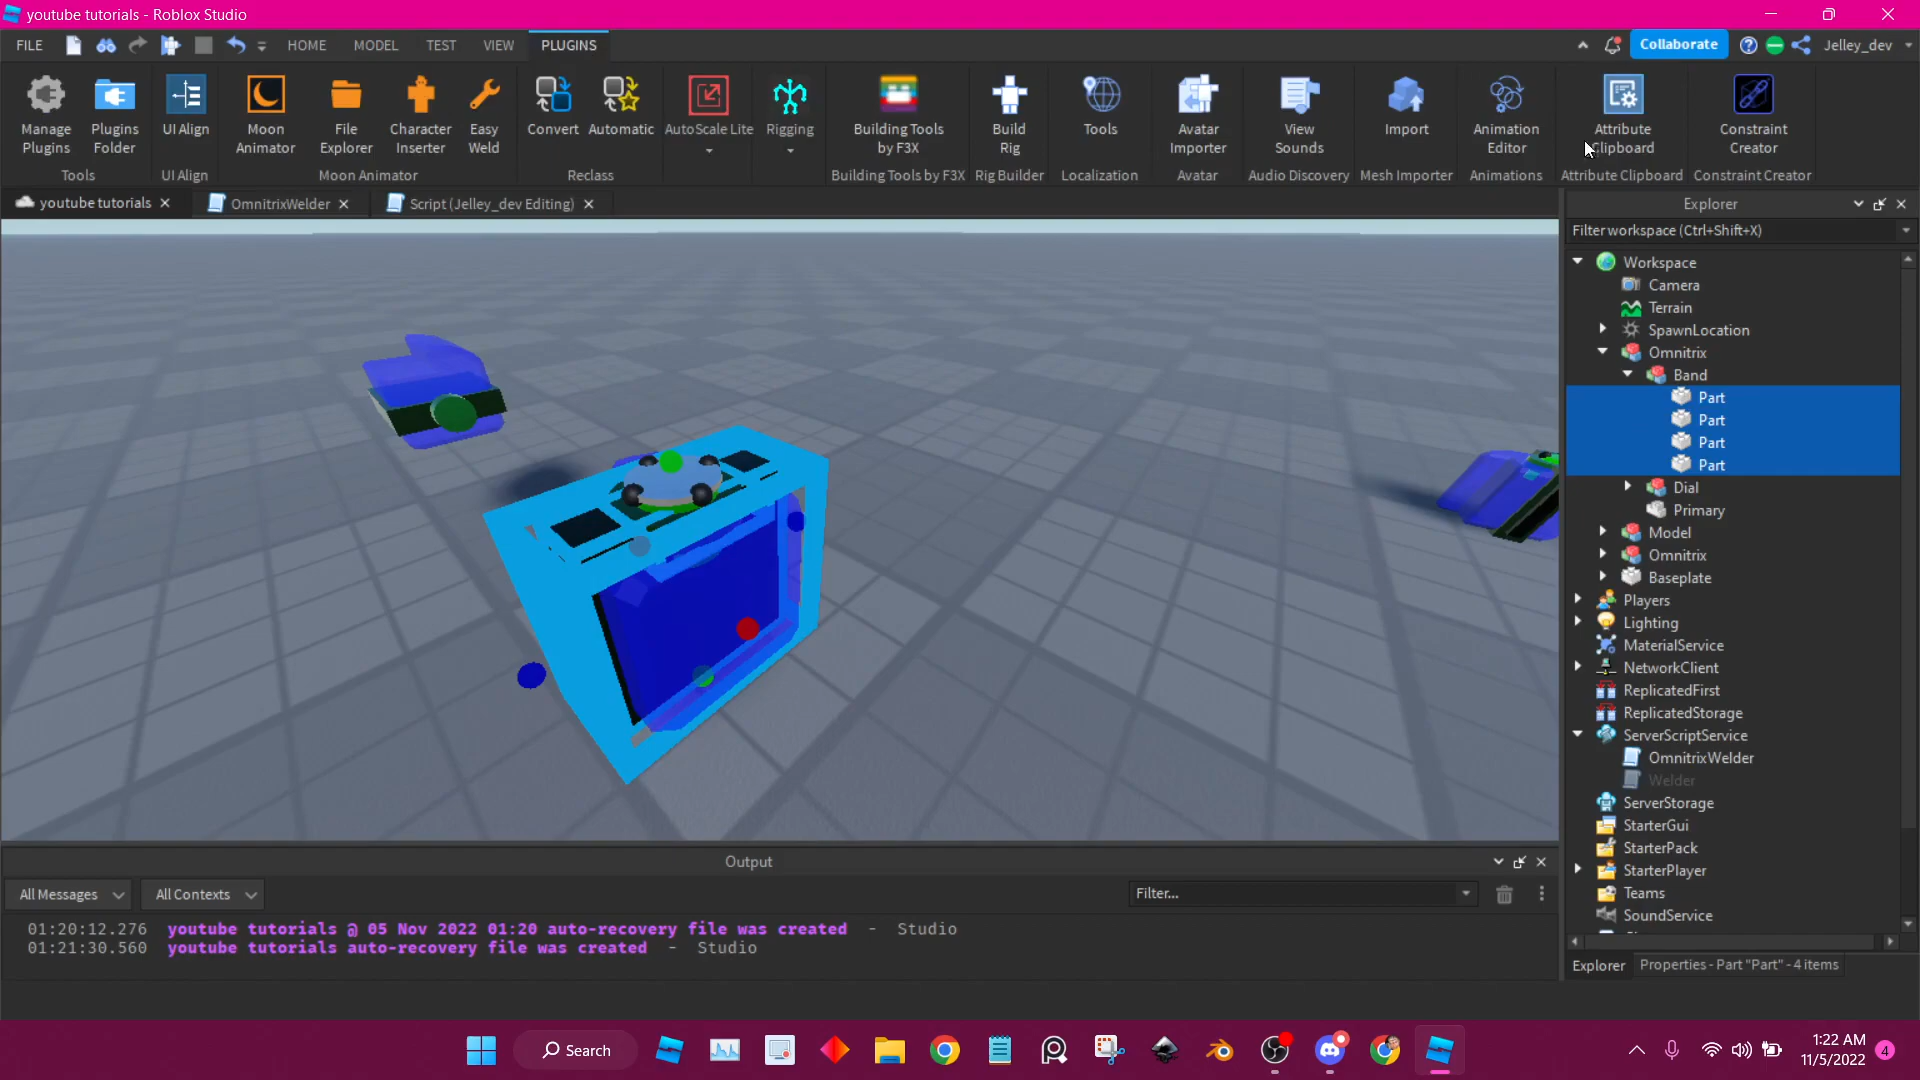 youtube tutorials - Roblox Studio
FILE HOME MODEL TEST VIEW PLUGINS Collaborate Jelley_dev
Manage Plugins
Plugins Folder
UI Align
Moon Animator
File Explorer
Character Inserter
Easy Weld
Convert
Automatic
AutoScale Lite
Rigging
Building Tools by F3X
Build Rig
Tools
Avatar Importer
View Sounds
Import
Animation Editor
Attribute Clipboard
Constraint Creator
Tools UI Align Moon Animator Reclass Building Tools by F3X Rig Builder Localization Avatar Audio Discovery Mesh Importer Animations Attribute Clipboard Constraint Creator
youtube tutorials OmnitrixWelder Script (Jelley_dev Editing)
Explorer
Filter workspace (Ctrl+Shift+X)
Workspace
Camera
Terrain
SpawnLocation
Omnitrix
Band
Part
Part
Part
Part
Dial
Primary
Model
Omnitrix
Baseplate
Players
Lighting
MaterialService
NetworkClient
ReplicatedFirst
ReplicatedStorage
ServerScriptService
OmnitrixWelder
Welder
ServerStorage
StarterGui
StarterPack
StarterPlayer
Teams
SoundService
Explorer Properties - Part "Part" - 4 items
Output
All Messages All Contexts Filter...
01:20:12.276 youtube tutorials @ 05 Nov 2022 01:20 auto-recovery file was created - Studio
01:21:30.560 youtube tutorials auto-recovery file was created - Studio
Search
1:22 AM
11/5/2022
4